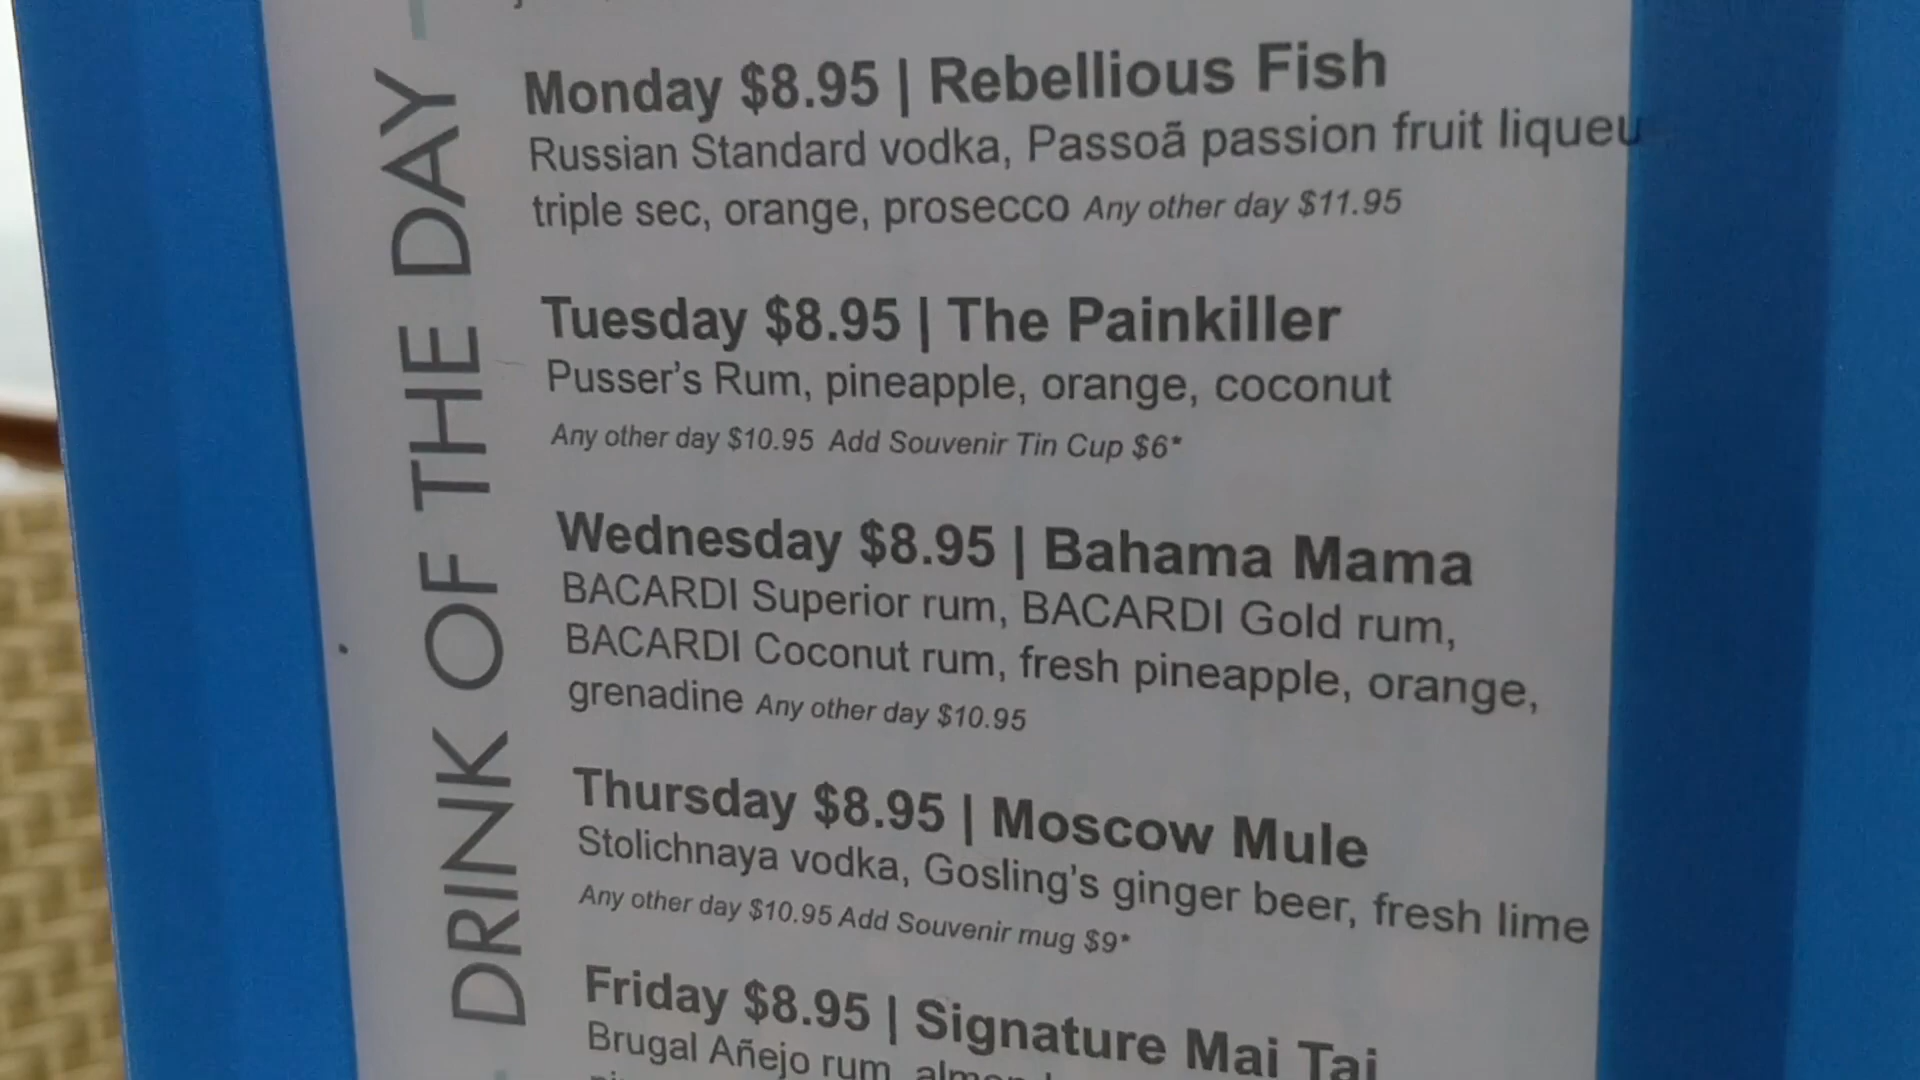 DRINK OF THE DAY
Monday $8.95 | Rebellious Fish
Russian Standard vodka, Passoã passion fruit liqueu
triple sec, orange, prosecco Any other day $11.95
Tuesday $8.95 | The Painkiller
Pusser's Rum, pineapple, orange, coconut
Any other day $10.95 Add Souvenir Tin Cup $6*
Wednesday $8.95 | Bahama Mama
BACARDI Superior rum, BACARDI Gold rum,
BACARDI Coconut rum, fresh pineapple, orange,
grenadine Any other day $10.95
Thursday $8.95 | Moscow Mule
Stolichnaya vodka, Gosling's ginger beer, fresh lime
Any other day $10.95 Add Souvenir mug $9*
Friday $8.95 | Signature Mai Tai
Brugal Añejo rum